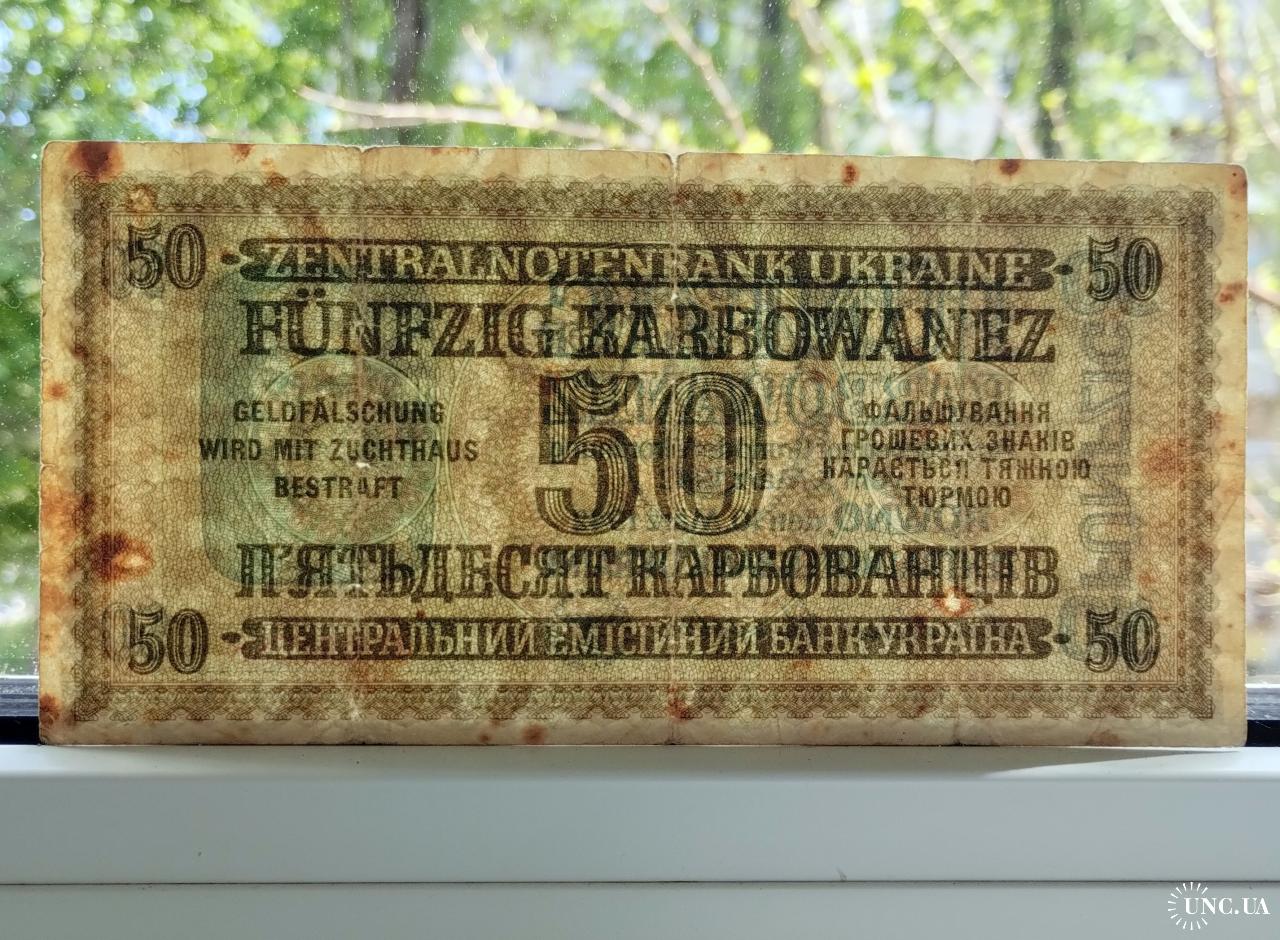 50 ZENTRALNOTENBANK UKRAINE 50
FÜNFZIG KARBOWANEZ
50
GELDFÄLSCHUNG
WIRD MIT ZUCHTHAUS
BESTRAFT
ФАЛЬШУВАННЯ
ГРОШЕВИХ ЗНАКІВ
КАРАЄТЬСЯ ТЯЖНОЮ
ТЮРМОЮ
П'ЯТЬДЕСЯТ КАРБОВАНЦІВ
50 ЦЕНТРАЛЬНИЙ ЕМІСІЙНИЙ БАНК УКРАЇНА 50
UNC.UA